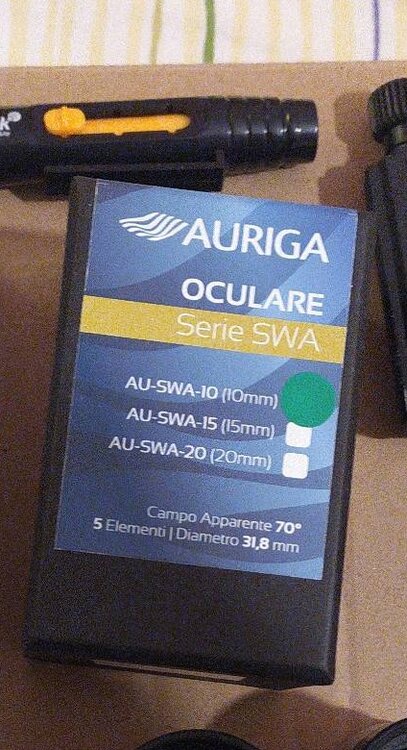 AURIGA
OCULARE
Serie SWA
AU-SWA-10 (10mm)
AU-SWA-15 (15mm)
AU-SWA-20 (20mm)
Campo Apparente 70°
5 Elementi | Diametro 31,8 mm